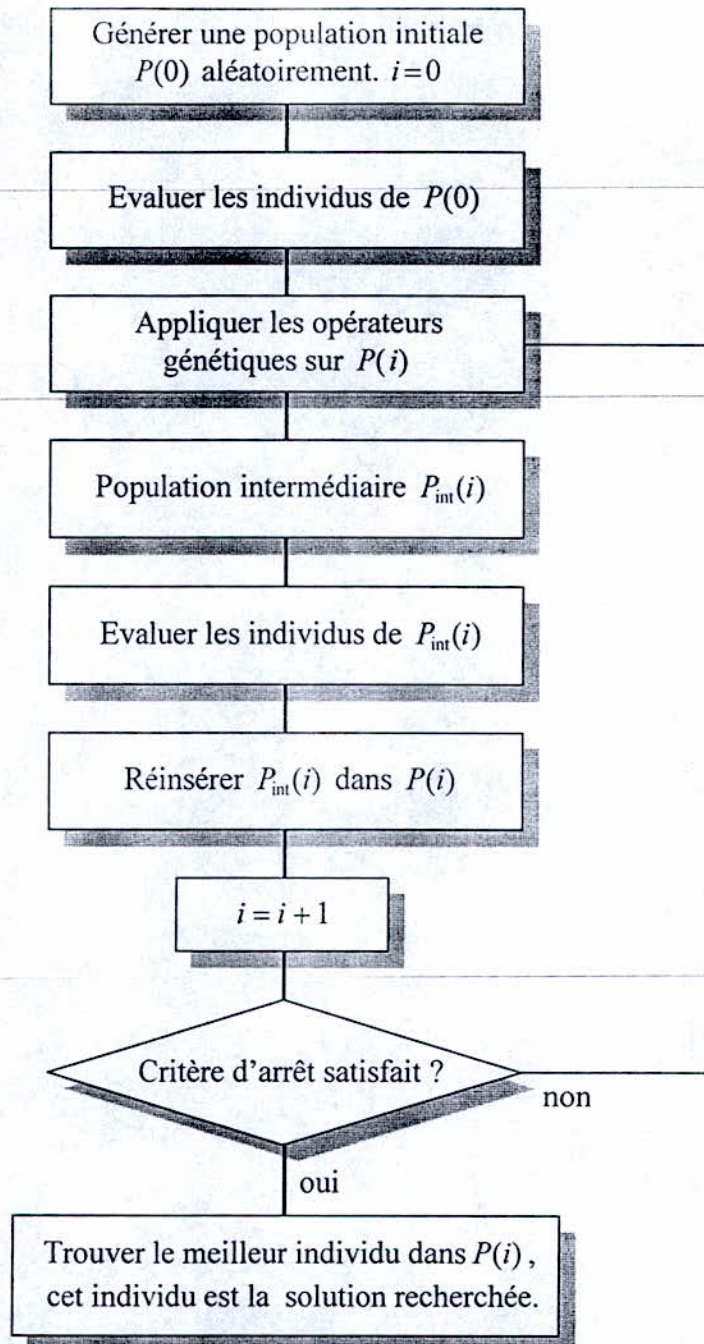 Générer une population initiale
P(0) aléatoirement. i=0
Evaluer les individus de P(0)
Appliquer les opérateurs
génétiques sur P(i)
Population intermédiaire P_int(i)
Evaluer les individus de P_int(i)
Réinsérer P_int(i) dans P(i)
i = i + 1
Critère d'arrêt satisfait ?
non
oui
Trouver le meilleur individu dans P(i) ,
cet individu est la solution recherchée.